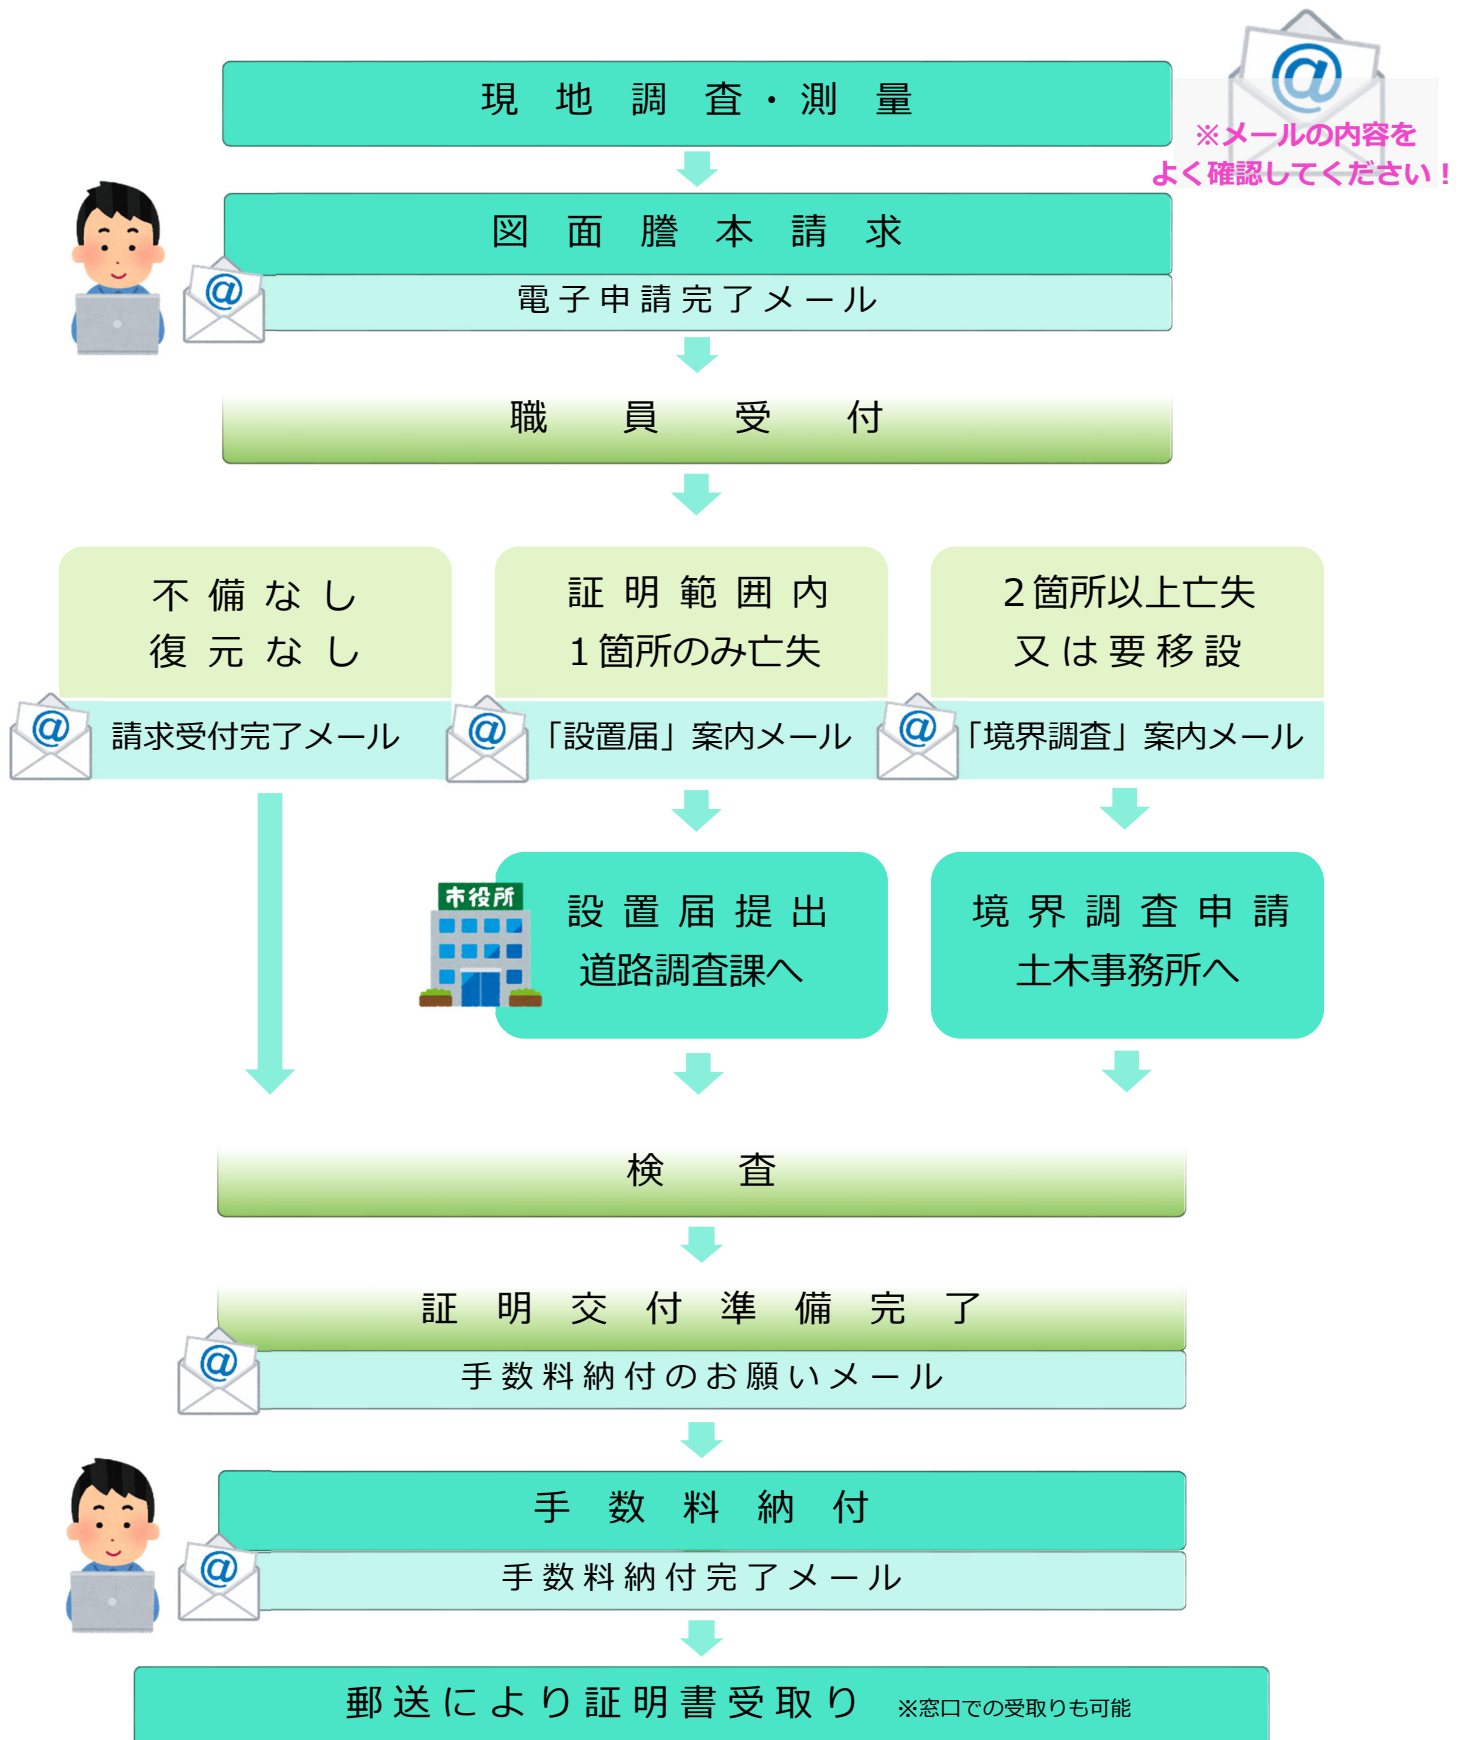 現地調査・測量
※メールの内容を
よく確認してください！
図面謄本請求
@
電子申請完了メール
職員受付
不備なし
復元なし
@
請求受付完了メール
証明範囲内
１箇所のみ亡失
@
「設置届」案内メール
２箇所以上亡失
又は要移設
@
「境界調査」案内メール
市役所
設置届提出
道路調査課へ
境界調査申請
土木事務所へ
検査
証明交付準備完了
@
手数料納付のお願いメール
手数料納付
@
手数料納付完了メール
郵送により証明書受取り ※窓口での受取りも可能